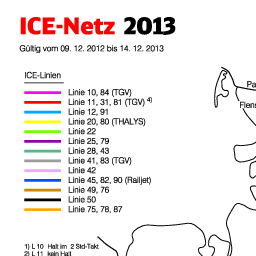 ICE-Netz 2013
Gültig vom 09. 12. 2012 bis 14. 12. 2013
ICE-Linien
Linie 10, 84 (TGV)
Linie 11, 31, 81 (TGV) 4)
Linie 12, 91
Linie 20, 80 (THALYS)
Linie 22
Linie 25, 79
Linie 28, 43
Linie 41, 83 (TGV)
Linie 42
Linie 45, 82, 90 (Railjet)
Linie 49, 76
Linie 50
Linie 75, 78, 87
1) L 10 Halt im 2 Std-Takt
2) L 11 kein Halt
Pa
Flens